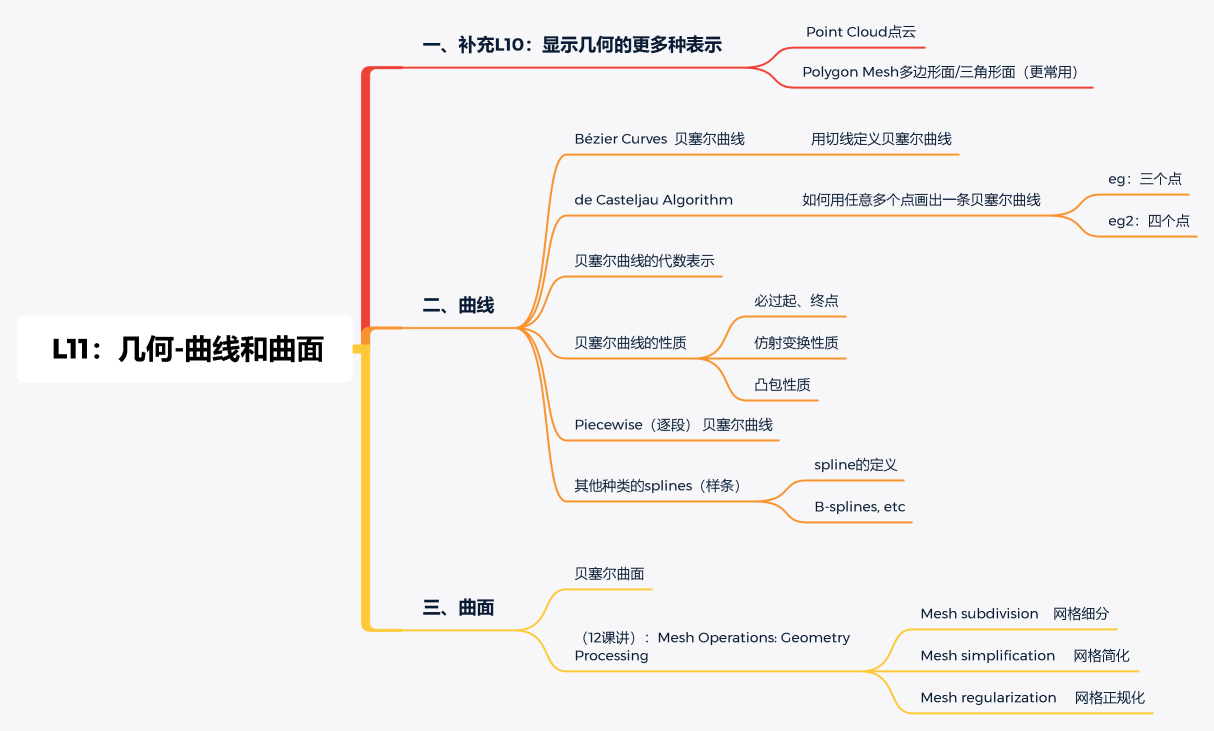 L11：几何-曲线和曲面
一、补充L10：显示几何的更多种表示
Point Cloud点云
Polygon Mesh多边形面/三角形面（更常用）
二、曲线
Bézier Curves 贝塞尔曲线
用切线定义贝塞尔曲线
de Casteljau Algorithm
如何用任意多个点画出一条贝塞尔曲线
eg：三个点
eg2：四个点
贝塞尔曲线的代数表示
贝塞尔曲线的性质
必过起、终点
仿射变换性质
凸包性质
Piecewise（逐段） 贝塞尔曲线
其他种类的splines（样条）
spline的定义
B-splines, etc
三、曲面
贝塞尔曲面
（12课讲）：Mesh Operations: Geometry
Processing
Mesh subdivision 网格细分
Mesh simplification 网格简化
Mesh regularization 网格正规化